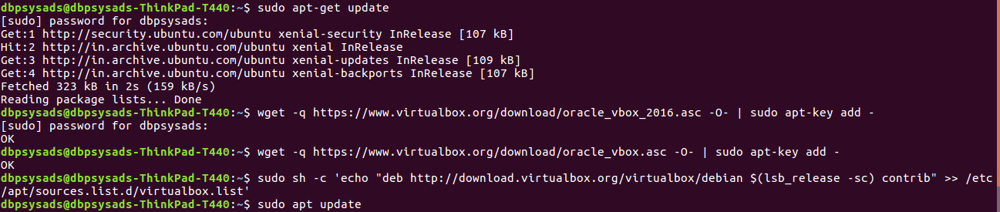 dbpsysads@dbpsysads-ThinkPad-T440:~$ sudo apt-get update
[sudo] password for dbpsysads:
Get:1 http://security.ubuntu.com/ubuntu xenial-security InRelease [107 kB]
Hit:2 http://in.archive.ubuntu.com/ubuntu xenial InRelease
Get:3 http://in.archive.ubuntu.com/ubuntu xenial-updates InRelease [109 kB]
Get:4 http://in.archive.ubuntu.com/ubuntu xenial-backports InRelease [107 kB]
Fetched 323 kB in 2s (159 kB/s)
Reading package lists... Done
dbpsysads@dbpsysads-ThinkPad-T440:~$ wget -q https://www.virtualbox.org/download/oracle_vbox_2016.asc -O- | sudo apt-key add -
[sudo] password for dbpsysads:
OK
dbpsysads@dbpsysads-ThinkPad-T440:~$ wget -q https://www.virtualbox.org/download/oracle_vbox.asc -O- | sudo apt-key add -
OK
dbpsysads@dbpsysads-ThinkPad-T440:~$ sudo sh -c 'echo "deb http://download.virtualbox.org/virtualbox/debian $(lsb_release -sc) contrib" >> /etc
/apt/sources.list.d/virtualbox.list'
dbpsysads@dbpsysads-ThinkPad-T440:~$ sudo apt update